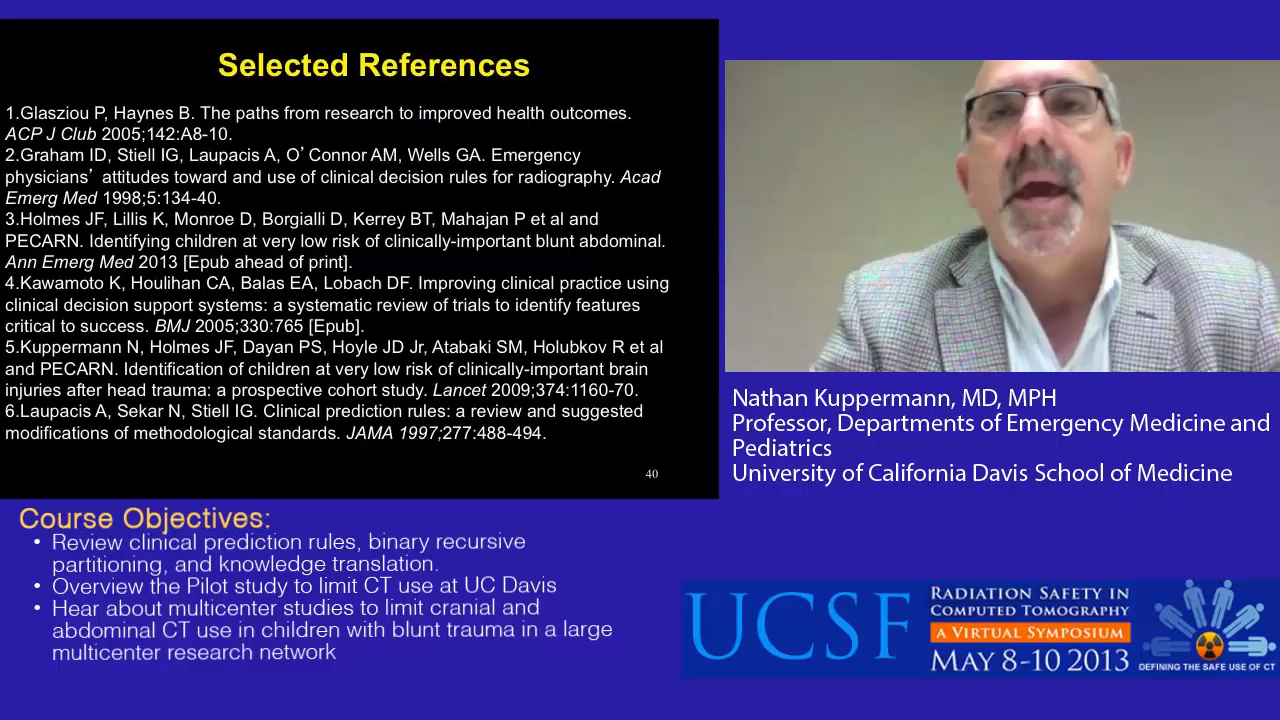 Selected References
1.Glasziou P, Haynes B. The paths from research to improved health outcomes.
ACP J Club 2005;142:A8-10.
2.Graham ID, Stiell IG, Laupacis A, O’ Connor AM, Wells GA. Emergency
physicians’ attitudes toward and use of clinical decision rules for radiography. Acad
Emerg Med 1998;5:134-40.
3.Holmes JF, Lillis K, Monroe D, Borgialli D, Kerrey BT, Mahajan P et al and
PECARN. Identifying children at very low risk of clinically-important blunt abdominal.
Ann Emerg Med 2013 [Epub ahead of print].
4.Kawamoto K, Houlihan CA, Balas EA, Lobach DF. Improving clinical practice using
clinical decision support systems: a systematic review of trials to identify features
critical to success. BMJ 2005;330:765 [Epub].
5.Kuppermann N, Holmes JF, Dayan PS, Hoyle JD Jr, Atabaki SM, Holubkov R et al
and PECARN. Identification of children at very low risk of clinically-important brain
injuries after head trauma: a prospective cohort study. Lancet 2009;374:1160-70.
6.Laupacis A, Sekar N, Stiell IG. Clinical prediction rules: a review and suggested
modifications of methodological standards. JAMA 1997;277:488-494.
40
Nathan Kuppermann, MD, MPH
Professor, Departments of Emergency Medicine and
Pediatrics
University of California Davis School of Medicine
Course Objectives:
• Review clinical prediction rules, binary recursive
partitioning, and knowledge translation.
• Overview the Pilot study to limit CT use at UC Davis
• Hear about multicenter studies to limit cranial and
abdominal CT use in children with blunt trauma in a large
multicenter research network
UCSF
RADIATION SAFETY IN
COMPUTED TOMOGRAPHY
A VIRTUAL SYMPOSIUM
MAY 8-10 2013
DEFINING THE SAFE USE OF CT